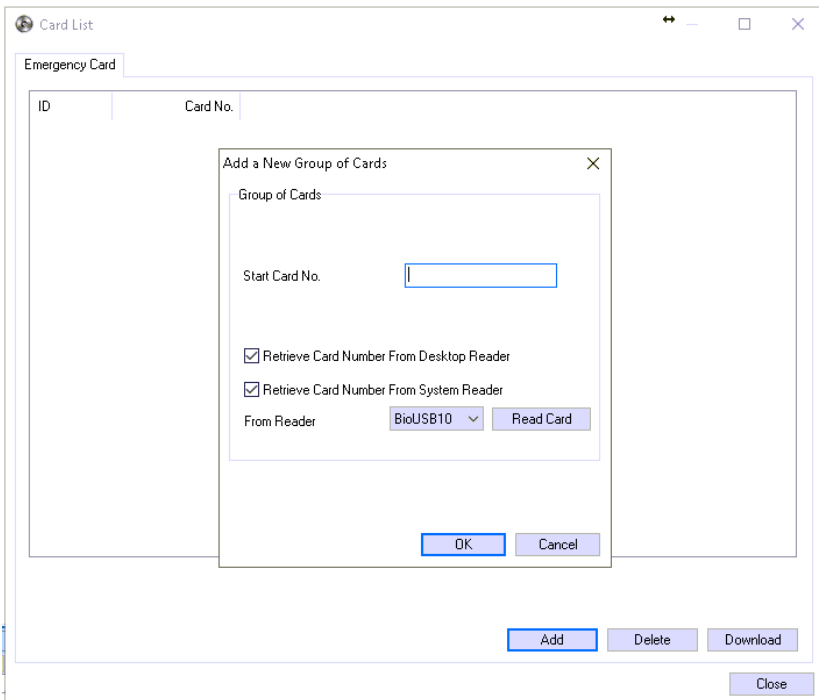 Card List
Emergency Card
ID Card No.
Add a New Group of Cards
Group of Cards
Start Card No.
Retrieve Card Number From Desktop Reader
Retrieve Card Number From System Reader
From Reader BioUSB10 Read Card
OK Cancel
Add Delete Download
Close